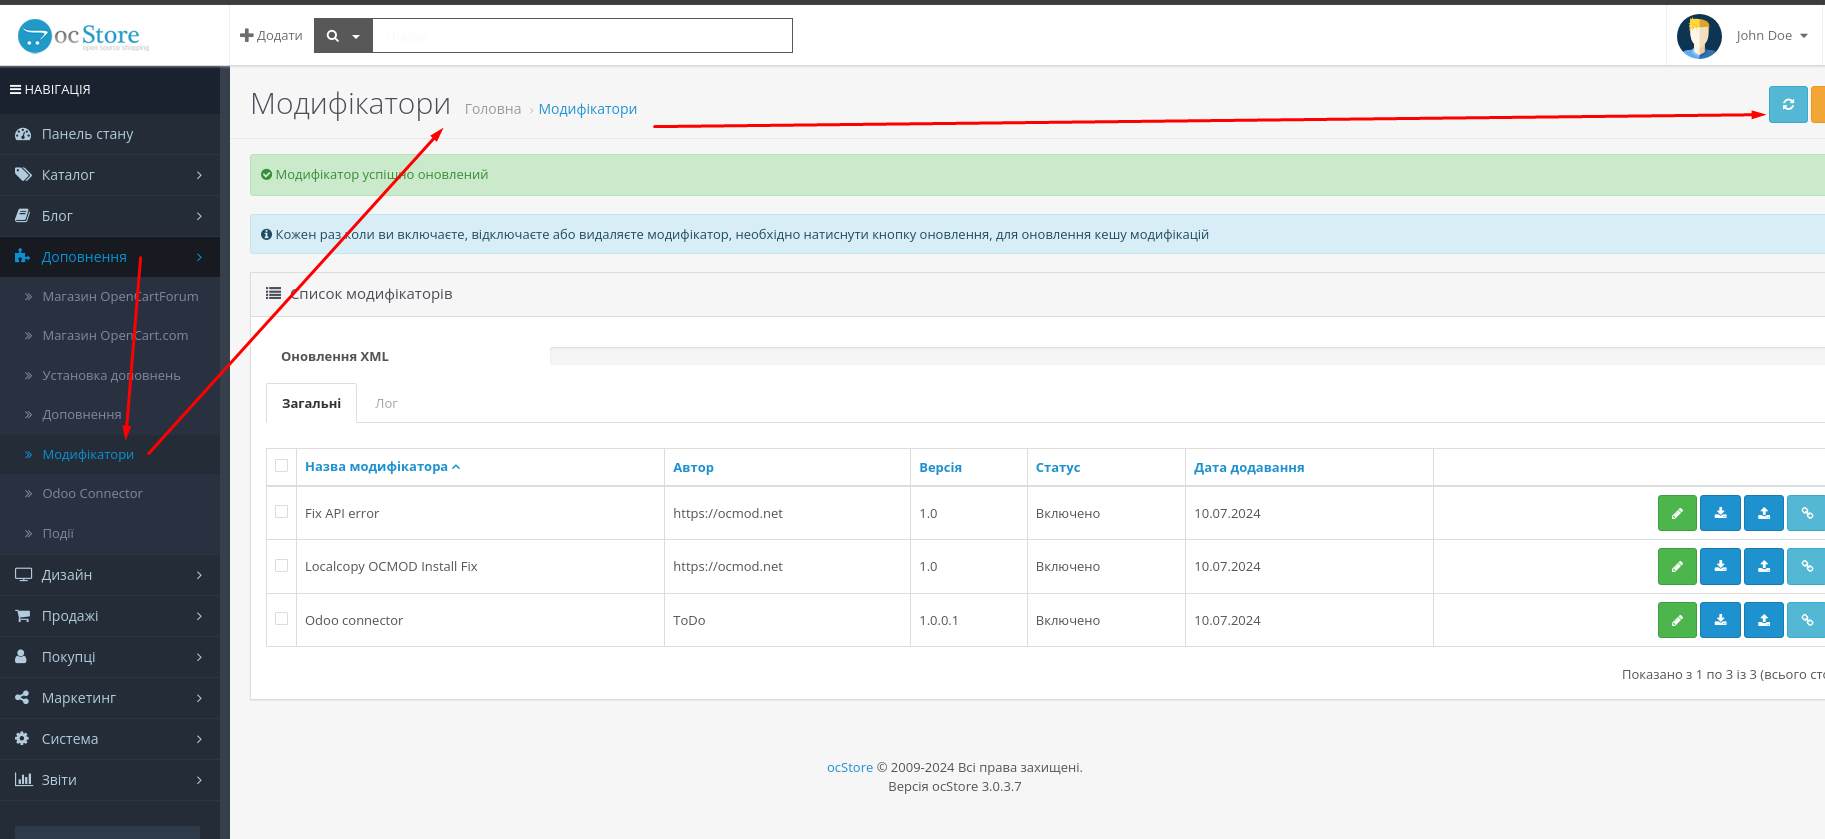 oc Store
open source shopping
Додати
John Doe
НАВІГАЦІЯ
Панель стану
Каталог
Блог
Доповнення
Магазин OpenCartForum
Магазин OpenCart.com
Установка доповнень
Доповнення
Модифікатори
Odoo Connector
Події
Дизайн
Продажі
Покупці
Маркетинг
Система
Звіти
Модифікатори Головна › Модифікатори
Модифікатор успішно оновлений
Кожен раз коли ви включаєте, відключаєте або видаляєте модифікатор, необхідно натиснути кнопку оновлення, для оновлення кешу модифікацій
Список модифікаторів
Оновлення XML
Загальні Лог
Назва модифікатора Автор Версія Статус Дата додавання
Fix API error https://ocmod.net 1.0 Включено 10.07.2024
Localcopy OCMOD Install Fix https://ocmod.net 1.0 Включено 10.07.2024
Odoo connector ToDo 1.0.0.1 Включено 10.07.2024
Показано з 1 по 3 із 3 (всього
ocStore © 2009-2024 Всі права захищені.
Версія ocStore 3.0.3.7